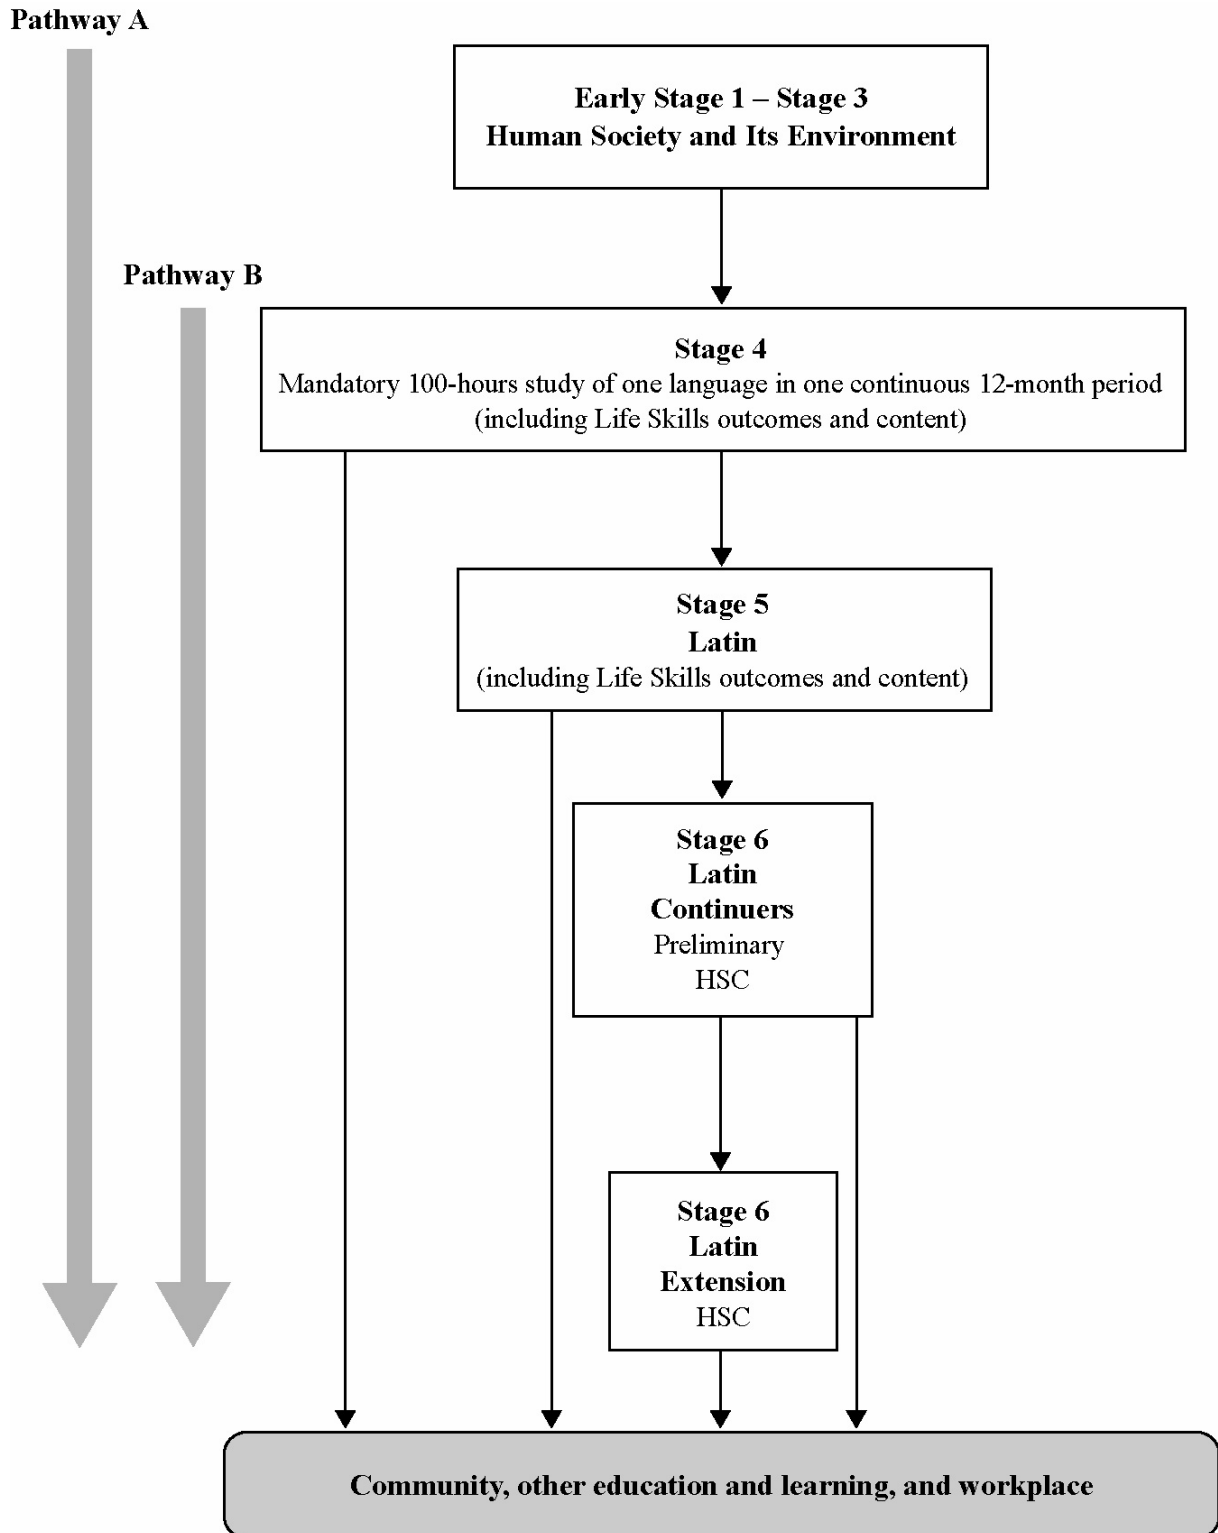 Pathway A
Early Stage 1 – Stage 3
Human Society and Its Environment
Pathway B
Stage 4
Mandatory 100-hours study of one language in one continuous 12-month period
(including Life Skills outcomes and content)
Stage 5
Latin
(including Life Skills outcomes and content)
Stage 6
Latin
Continuers
Preliminary
HSC
Stage 6
Latin
Extension
HSC
Community, other education and learning, and workplace